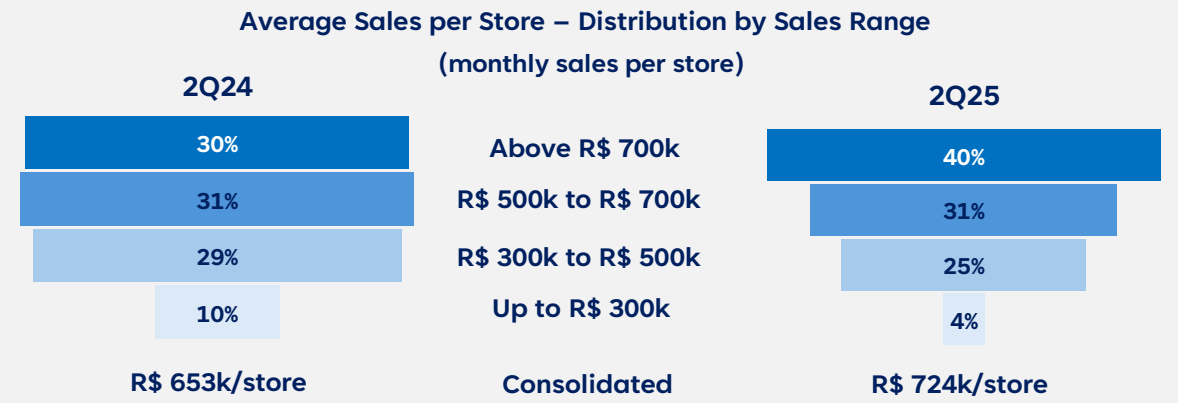 Average Sales per Store – Distribution by Sales Range
(monthly sales per store)
2Q24
2Q25
30%
Above R$ 700k
40%
31%
R$ 500k to R$ 700k
31%
29%
R$ 300k to R$ 500k
25%
10%
Up to R$ 300k
4%
R$ 653k/store
Consolidated
R$ 724k/store